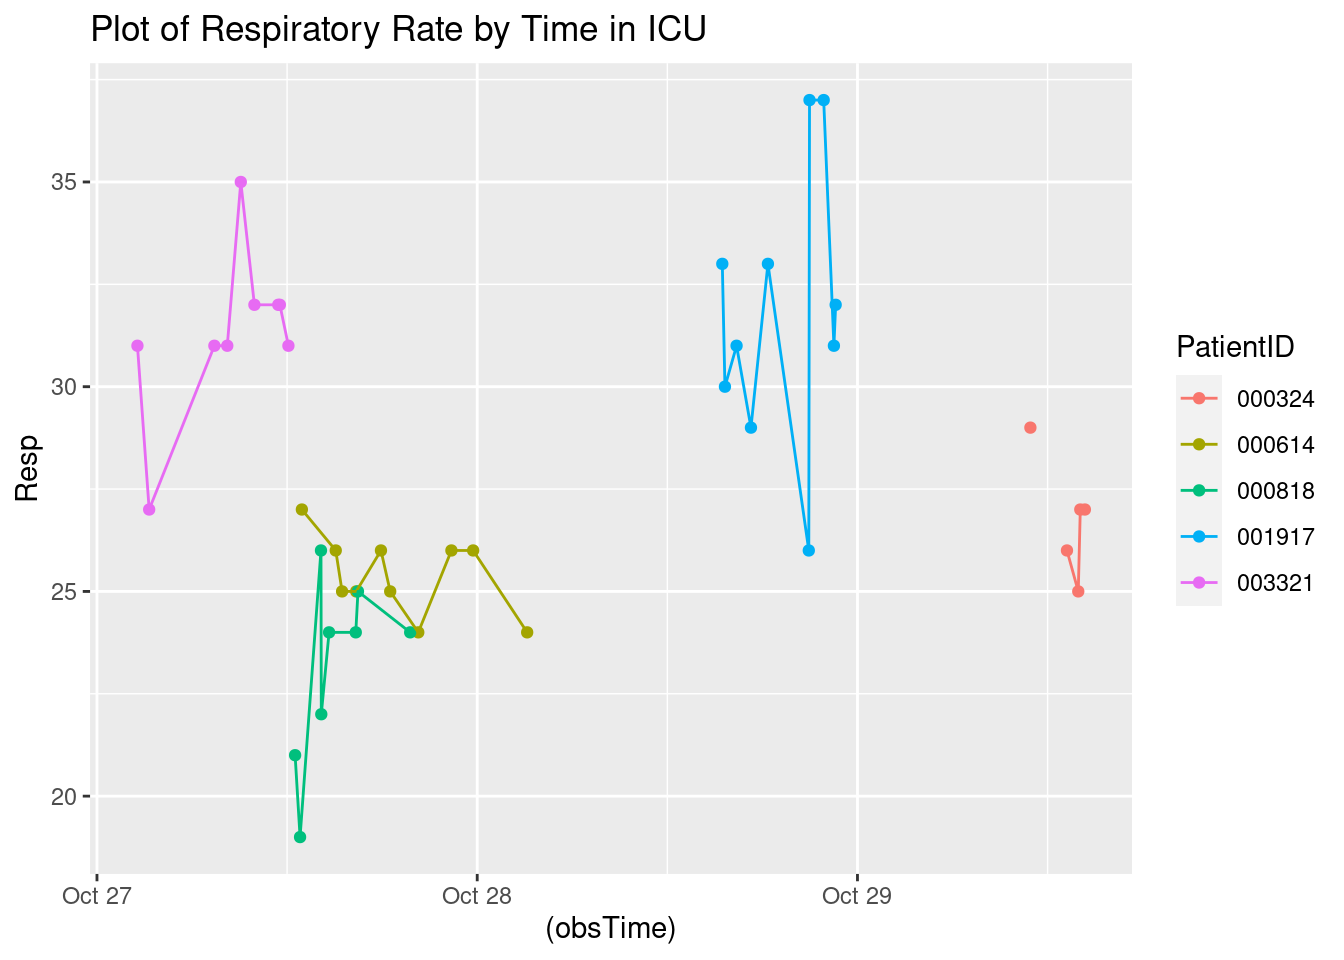 Plot of Respiratory Rate by Time in ICU
35
30
25
20
Resp
Oct 27
Oct 28
Oct 29
(obsTime)
PatientID
000324
000614
000818
001917
003321